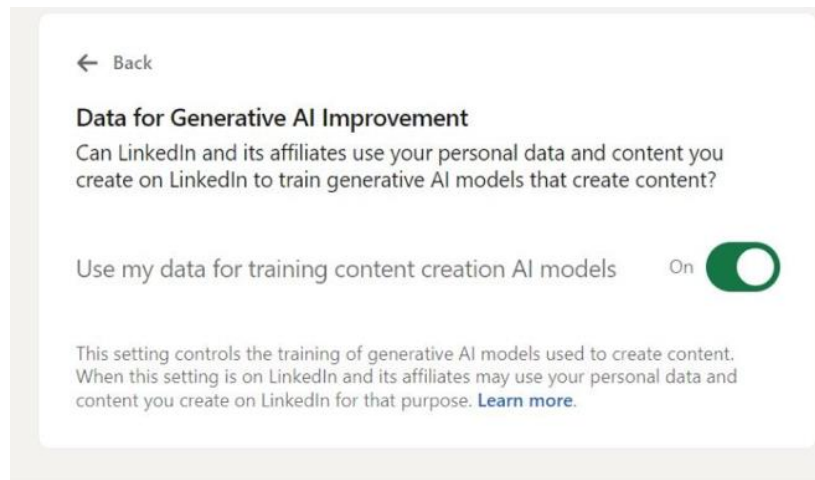 Back
Data for Generative AI Improvement
Can LinkedIn and its affiliates use your personal data and content you
create on LinkedIn to train generative AI models that create content?
Use my data for training content creation AI models On
This setting controls the training of generative AI models used to create content.
When this setting is on LinkedIn and its affiliates may use your personal data and
content you create on LinkedIn for that purpose. Learn more.